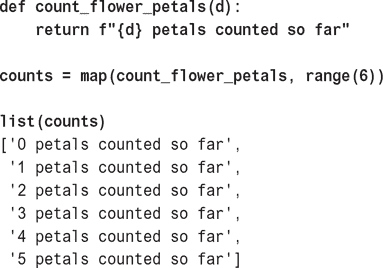 def count_flower_petals(d):
    return f"{d} petals counted so far"
counts = map(count_flower_petals, range(6))
list(counts)
['0 petals counted so far',
 '1 petals counted so far',
 '2 petals counted so far',
 '3 petals counted so far',
 '4 petals counted so far',
 '5 petals counted so far']